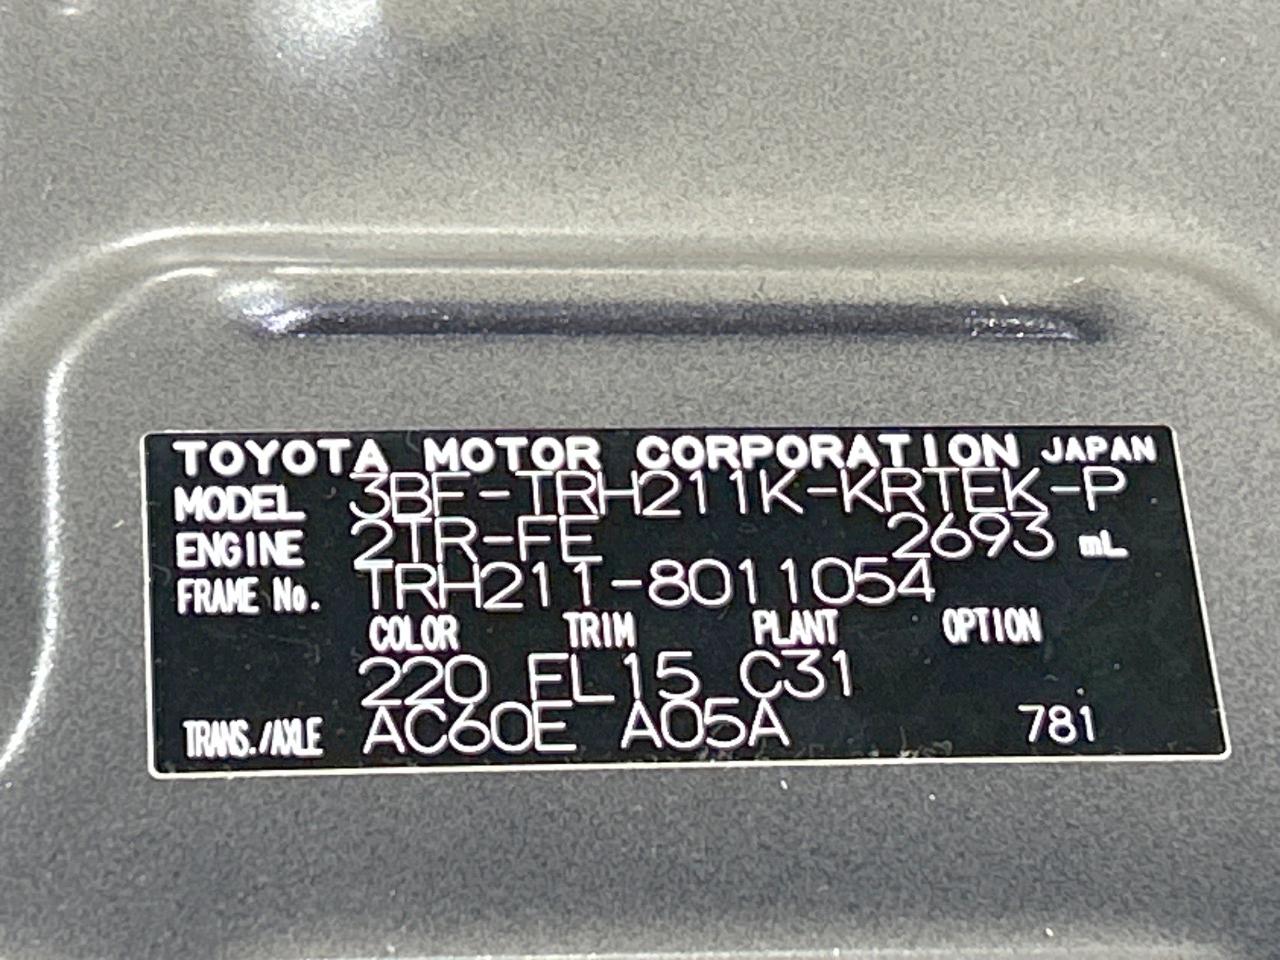 TOYOTA MOTOR CORPORATION JAPAN
MODEL 3BF-TRH211K-KRTEK-P
ENGINE 2TR-FE 2693 mL
FRAME No. TRH211-8011054
COLOR TRIM PLANT OPTION
220 EL15 C31
TRANS./AXLE AC60E A05A 781